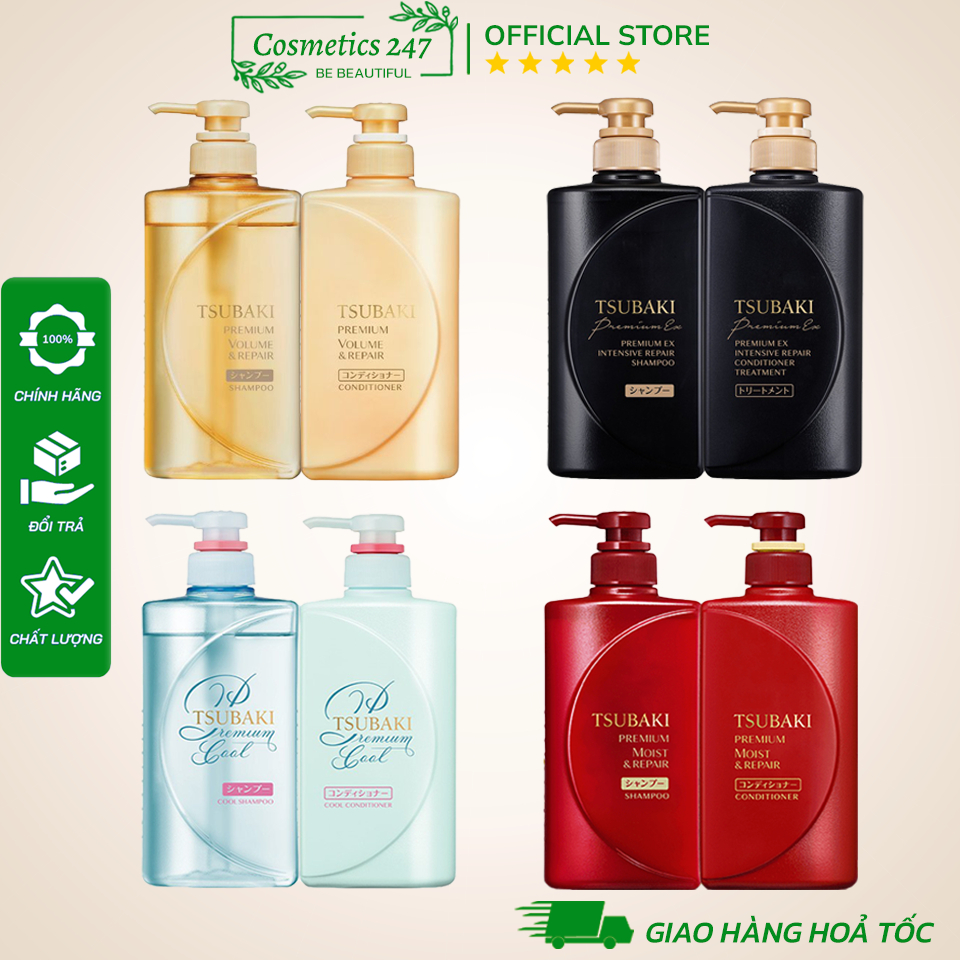 Cosmetics 247
BE BEAUTIFUL
OFFICIAL STORE
100%
CHÍNH HÃNG
ĐỔI TRẢ
CHẤT LƯỢNG
TSUBAKI
PREMIUM
VOLUME
& REPAIR
シャンプー
SHAMPOO
TSUBAKI
PREMIUM
VOLUME
& REPAIR
コンディショナー
CONDITIONER
TSUBAKI
Premium Ex
PREMIUM EX
INTENSIVE REPAIR
SHAMPOO
シャンプー
TSUBAKI
Premium Ex
PREMIUM EX
INTENSIVE REPAIR
CONDITIONER
TREATMENT
トリートメント
TSUBAKI
Premium
Cool
シャンプー
COOL SHAMPOO
TSUBAKI
Premium
Cool
コンディショナー
COOL CONDITIONER
TSUBAKI
PREMIUM
MOIST
& REPAIR
シャンプー
SHAMPOO
TSUBAKI
PREMIUM
MOIST
& REPAIR
コンディショナー
CONDITIONER
GIAO HÀNG HOẢ TỐC